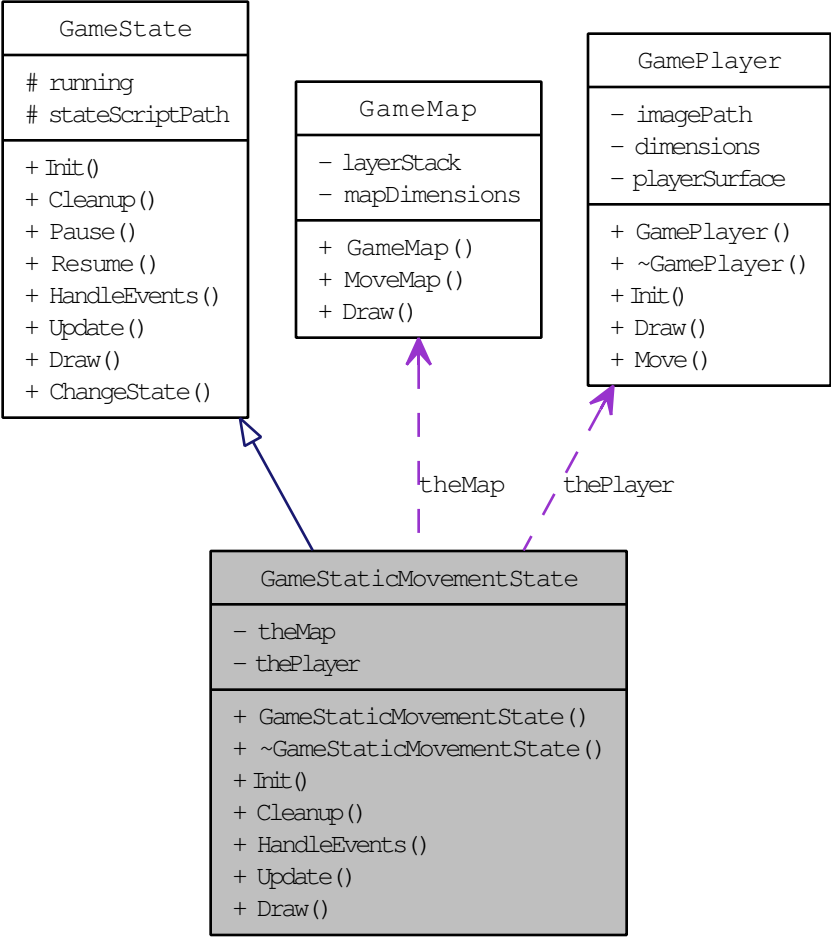 GameState
# running
# stateScriptPath
+ Init()
+ Cleanup()
+ Pause()
+ Resume()
+ HandleEvents()
+ Update()
+ Draw()
+ ChangeState()
GameMap
- layerStack
- mapDimensions
+ GameMap()
+ MoveMap()
+ Draw()
GamePlayer
- imagePath
- dimensions
- playerSurface
+ GamePlayer()
+ ~GamePlayer()
+ Init()
+ Draw()
+ Move()
theMap
thePlayer
GameStaticMovementState
- theMap
- thePlayer
+ GameStaticMovementState()
+ ~GameStaticMovementState()
+ Init()
+ Cleanup()
+ HandleEvents()
+ Update()
+ Draw()